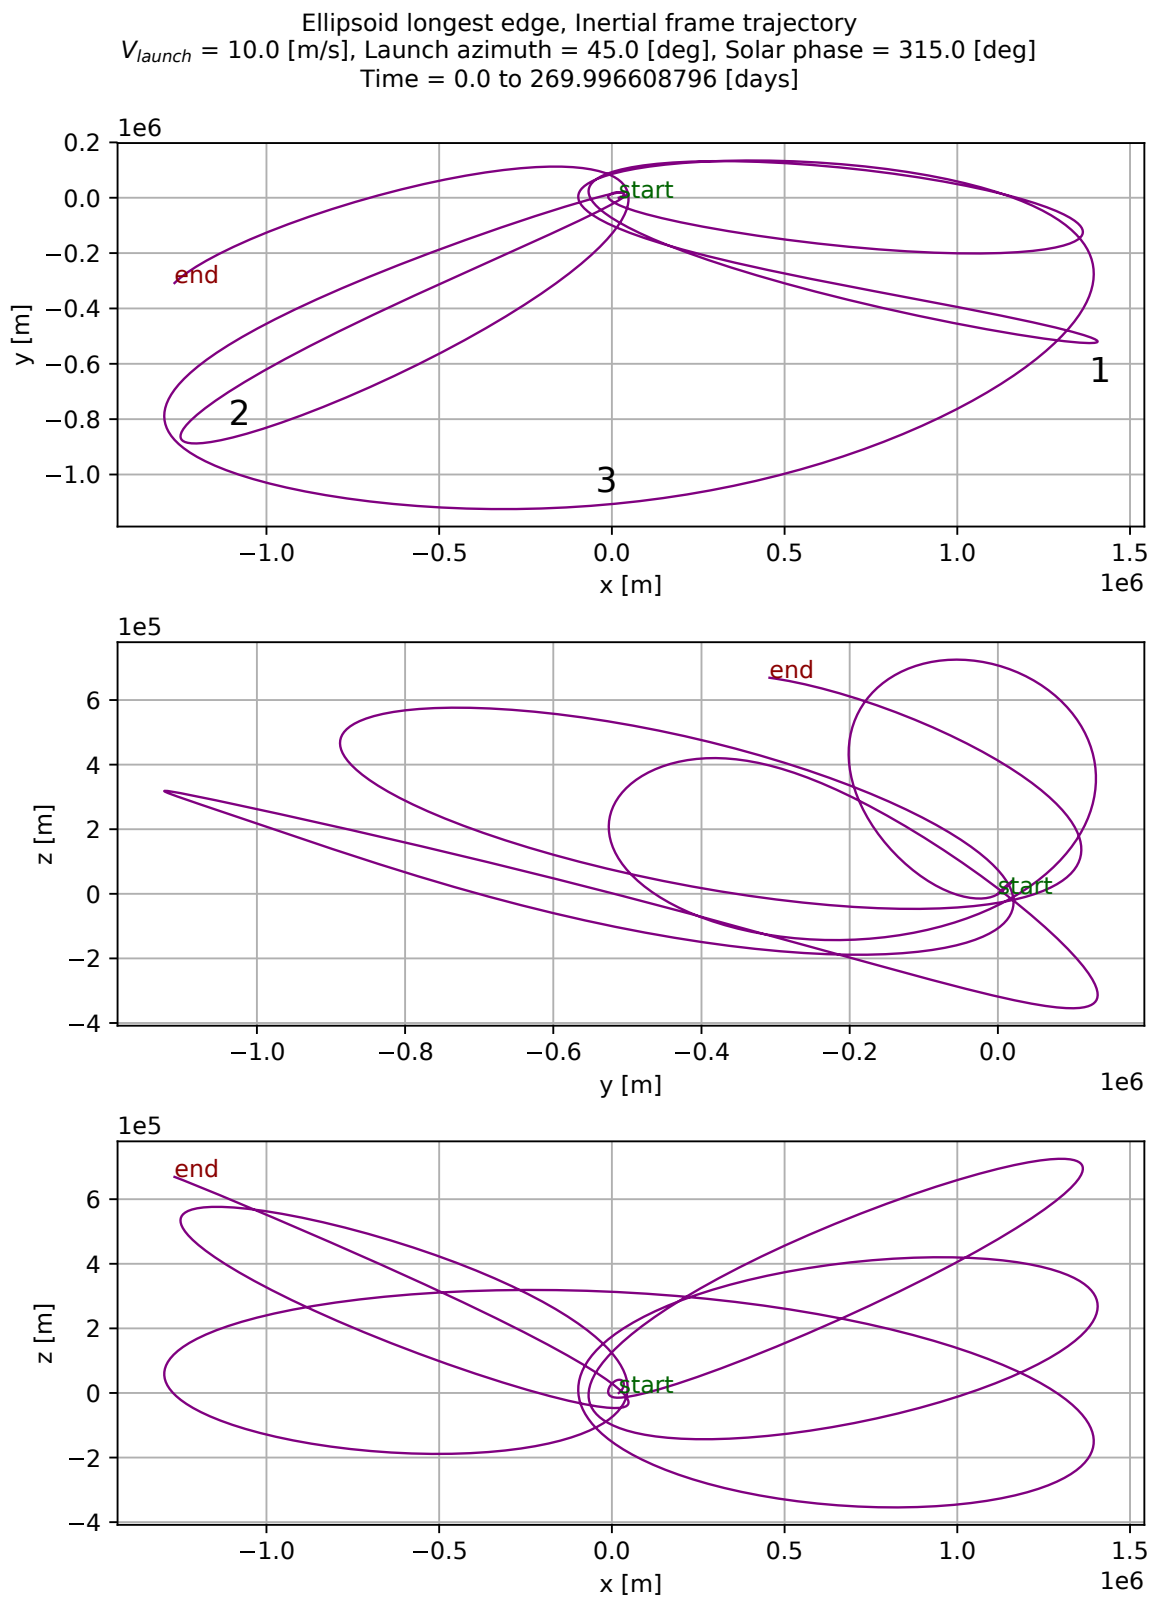 Ellipsoid longest edge, Inertial frame trajectory
V_launch = 10.0 [m/s], Launch azimuth = 45.0 [deg], Solar phase = 315.0 [deg]
Time = 0.0 to 269.996608796 [days]
1e6
0.2
0.0
−0.2
−0.4
−0.6
−0.8
−1.0
y [m]
start
end
1
2
3
−1.0
−0.5
0.0
0.5
1.0
1.5
x [m]
1e6
1e5
6
4
2
0
−2
−4
z [m]
end
start
−1.0
−0.8
−0.6
−0.4
−0.2
0.0
y [m]
1e6
1e5
6
4
2
0
−2
−4
z [m]
end
start
−1.0
−0.5
0.0
0.5
1.0
1.5
x [m]
1e6